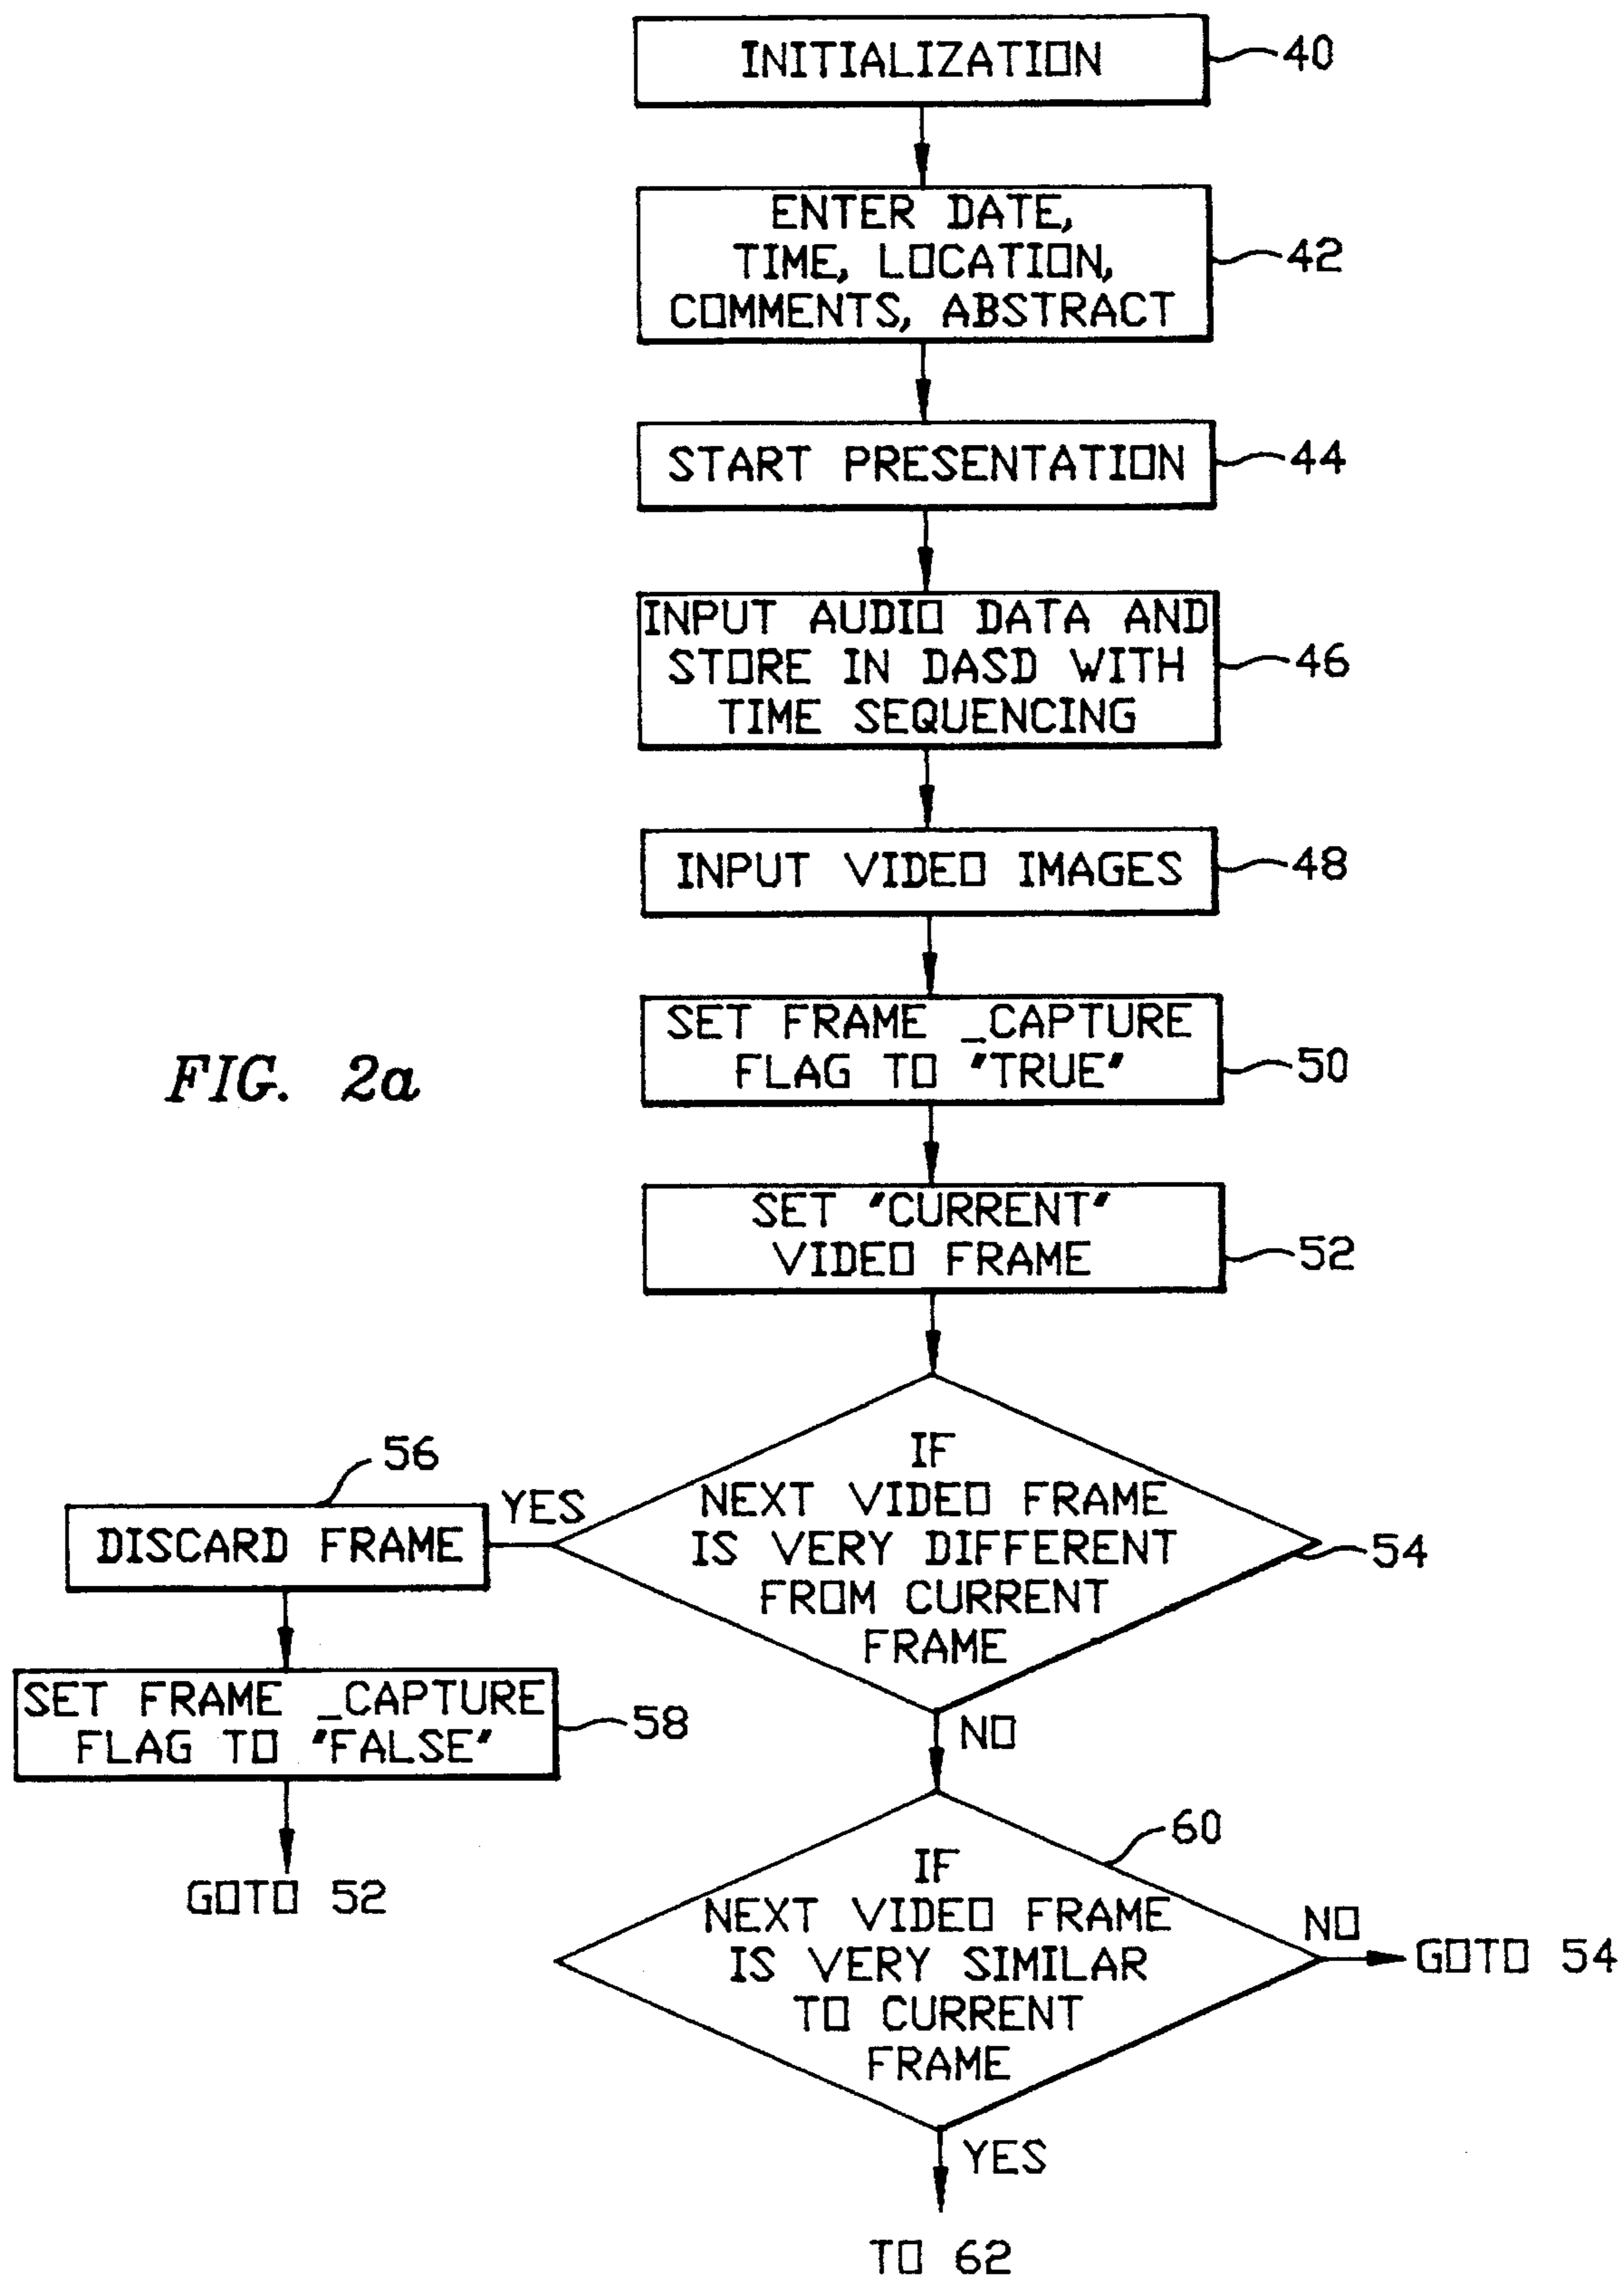 INITIALIZATION
40
ENTER DATE,
TIME, LOCATION,
COMMENTS, ABSTRACT
42
START PRESENTATION
44
INPUT AUDIO DATA AND
STORE IN DASD WITH
TIME SEQUENCING
46
INPUT VIDEO IMAGES
48
SET FRAME _CAPTURE
FLAG TO "TRUE"
50
FIG. 2a
SET "CURRENT"
VIDEO FRAME
52
IF
NEXT VIDEO FRAME
IS VERY DIFFERENT
FROM CURRENT
FRAME
54
YES
56
DISCARD FRAME
SET FRAME _CAPTURE
FLAG TO "FALSE"
58
GOTO 52
NO
IF
NEXT VIDEO FRAME
IS VERY SIMILAR
TO CURRENT
FRAME
60
NO
GOTO 54
YES
TO 62